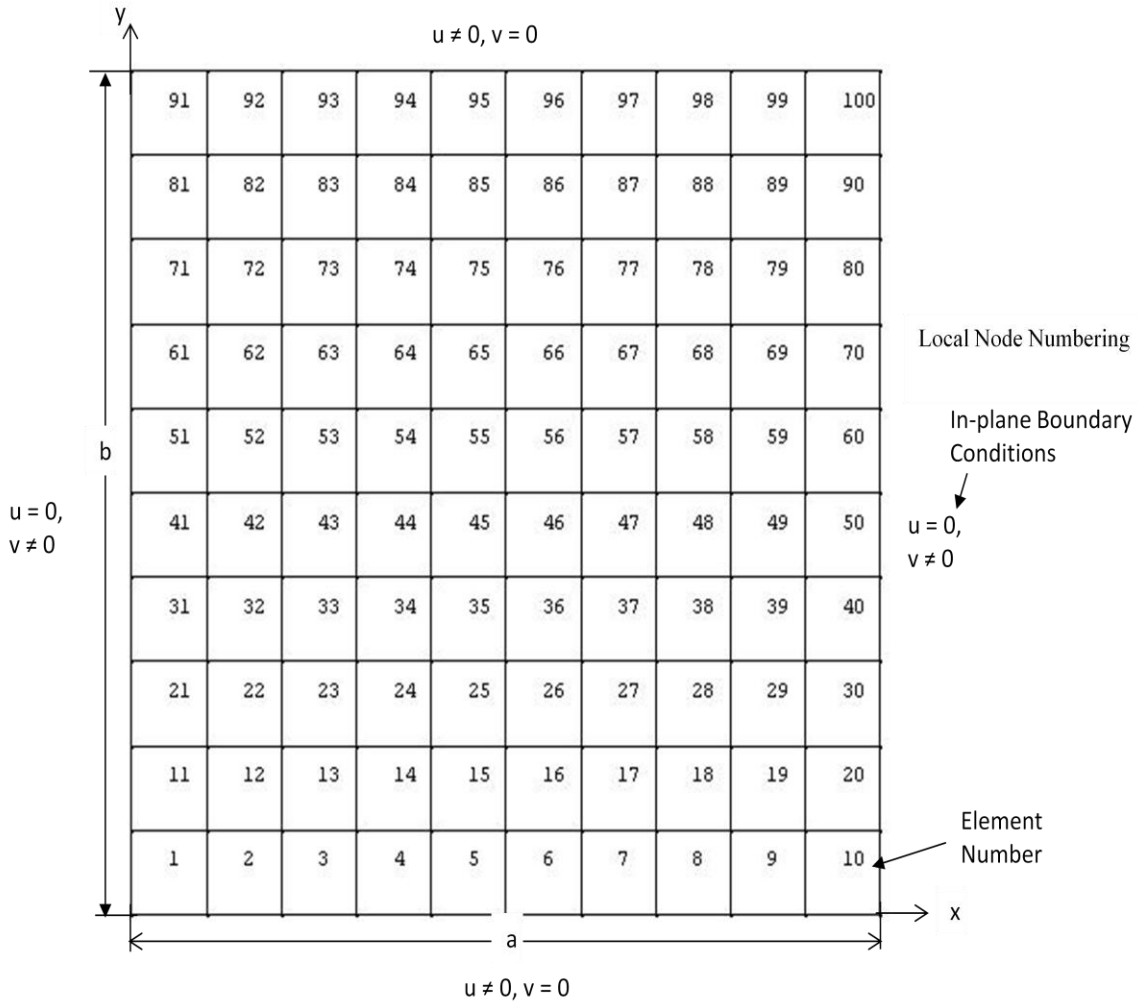 y
u ≠ 0, v = 0
91 92 93 94 95 96 97 98 99 100
81 82 83 84 85 86 87 88 89 90
71 72 73 74 75 76 77 78 79 80
61 62 63 64 65 66 67 68 69 70
Local Node Numbering
51 52 53 54 55 56 57 58 59 60
b
In-plane Boundary
Conditions
41 42 43 44 45 46 47 48 49 50
u = 0,
v ≠ 0
u = 0,
v ≠ 0
31 32 33 34 35 36 37 38 39 40
21 22 23 24 25 26 27 28 29 30
11 12 13 14 15 16 17 18 19 20
Element
Number
1 2 3 4 5 6 7 8 9 10
x
a
u ≠ 0, v = 0